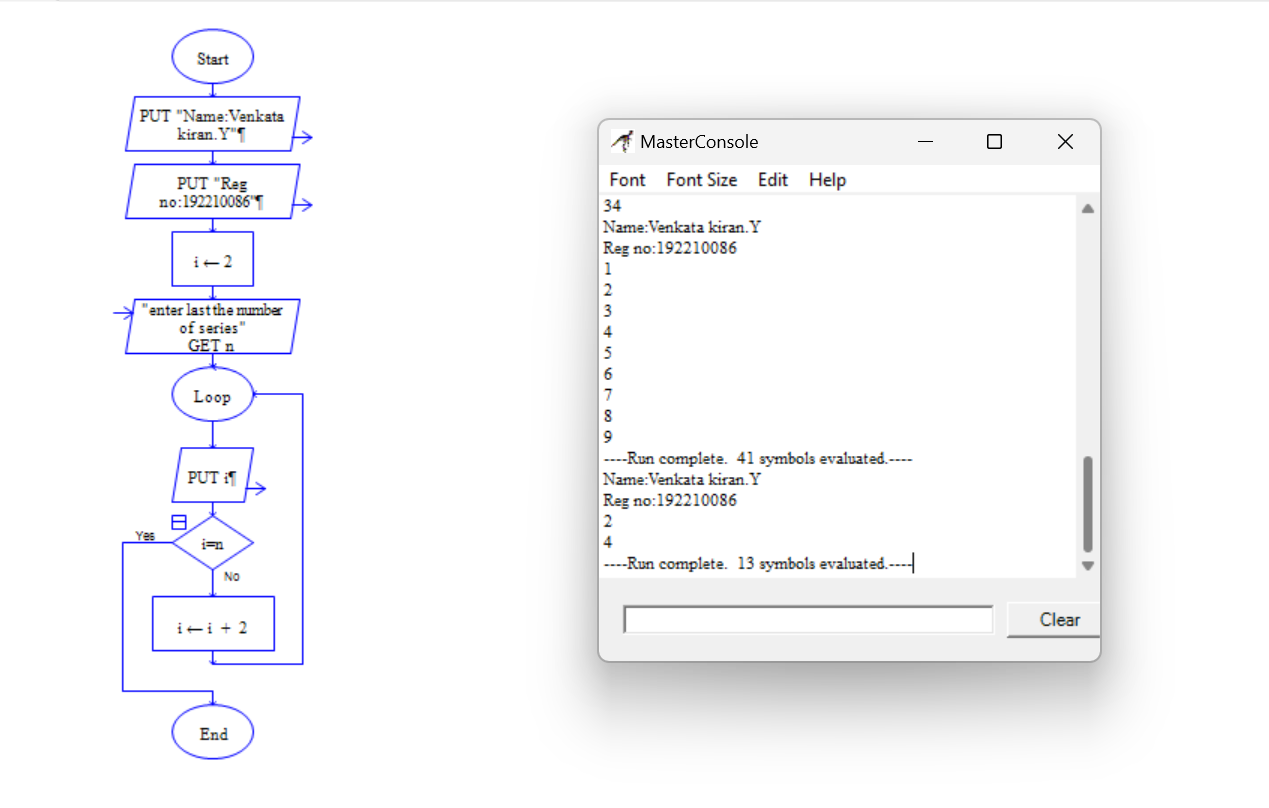 Start
PUT "Name:Venkata
kiran.Y"¶
PUT "Reg
no:192210086"¶
i ← 2
"enter last the number
of series"
GET n
Loop
PUT i¶
Yes
i=n
No
i ← i + 2
End
MasterConsole
Font Font Size Edit Help
34
Name:Venkata kiran.Y
Reg no:192210086
1
2
3
4
5
6
7
8
9
----Run complete.  41 symbols evaluated.----
Name:Venkata kiran.Y
Reg no:192210086
2
4
----Run complete.  13 symbols evaluated.----
Clear